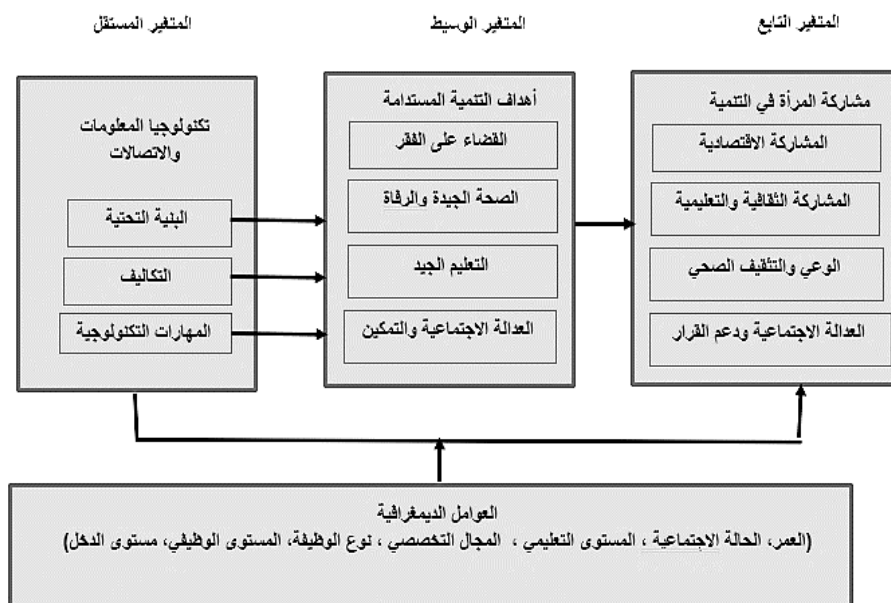 المتغير المستقل
المتغير الوسيط
المتغير التابع
تكنولوجيا المعلومات
والاتصالات
البنية التحتية
التكاليف
المهارات التكنولوجية
أهداف التنمية المستدامة
القضاء على الفقر
الصحة الجيدة والرفاة
التعليم الجيد
العدالة الاجتماعية والتمكين
مشاركة المرأة في التنمية
المشاركة الاقتصادية
المشاركة الثقافية والتعليمية
الوعي والتثقيف الصحي
العدالة الاجتماعية ودعم القرار
العوامل الديمغرافية
(العمر، الحالة الاجتماعية ، المستوى التعليمي ، المجال التخصصي ، نوع الوظيفة، المستوى الوظيفي، مستوى الدخل)